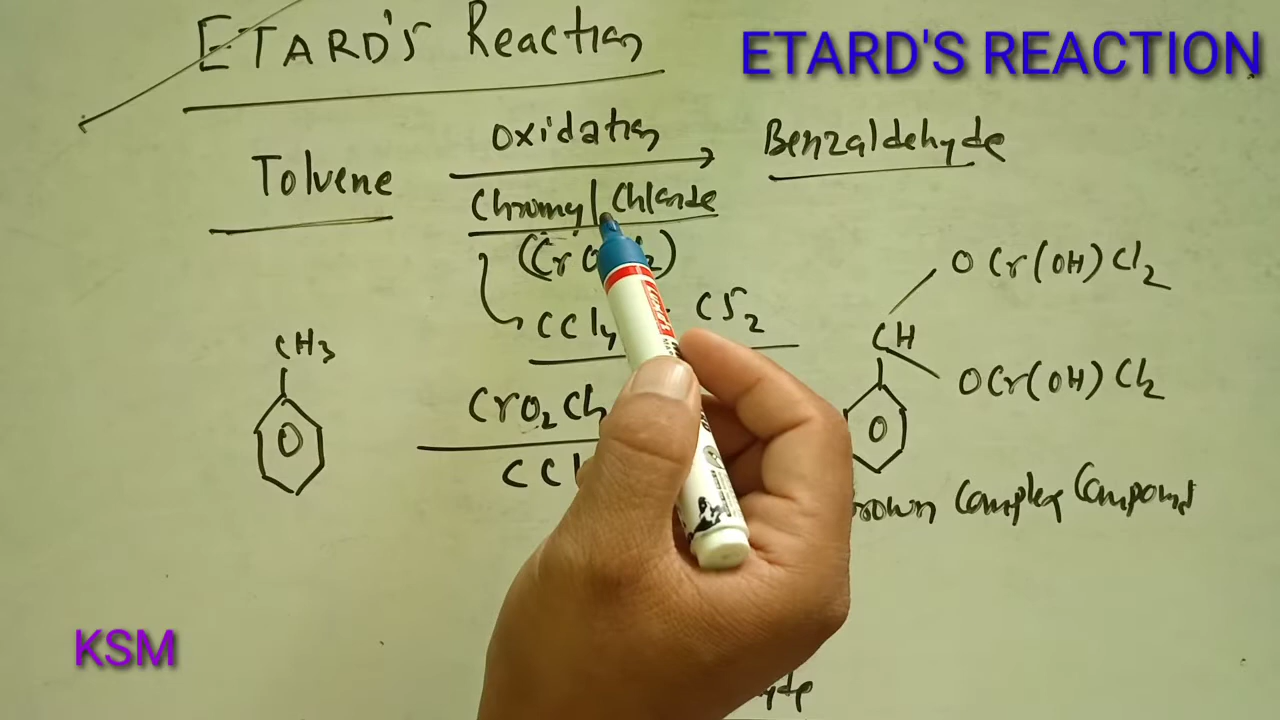 ETARD'S Reaction
ETARD'S REACTION
Oxidation
Toluene
Benzaldehyde
Chromyl Chloride
CCl4 CS2
O Cr(OH) Cl2
CH3
CH
OCr(OH) Cl2
CrO2Cl2
Complex Compound
KSM